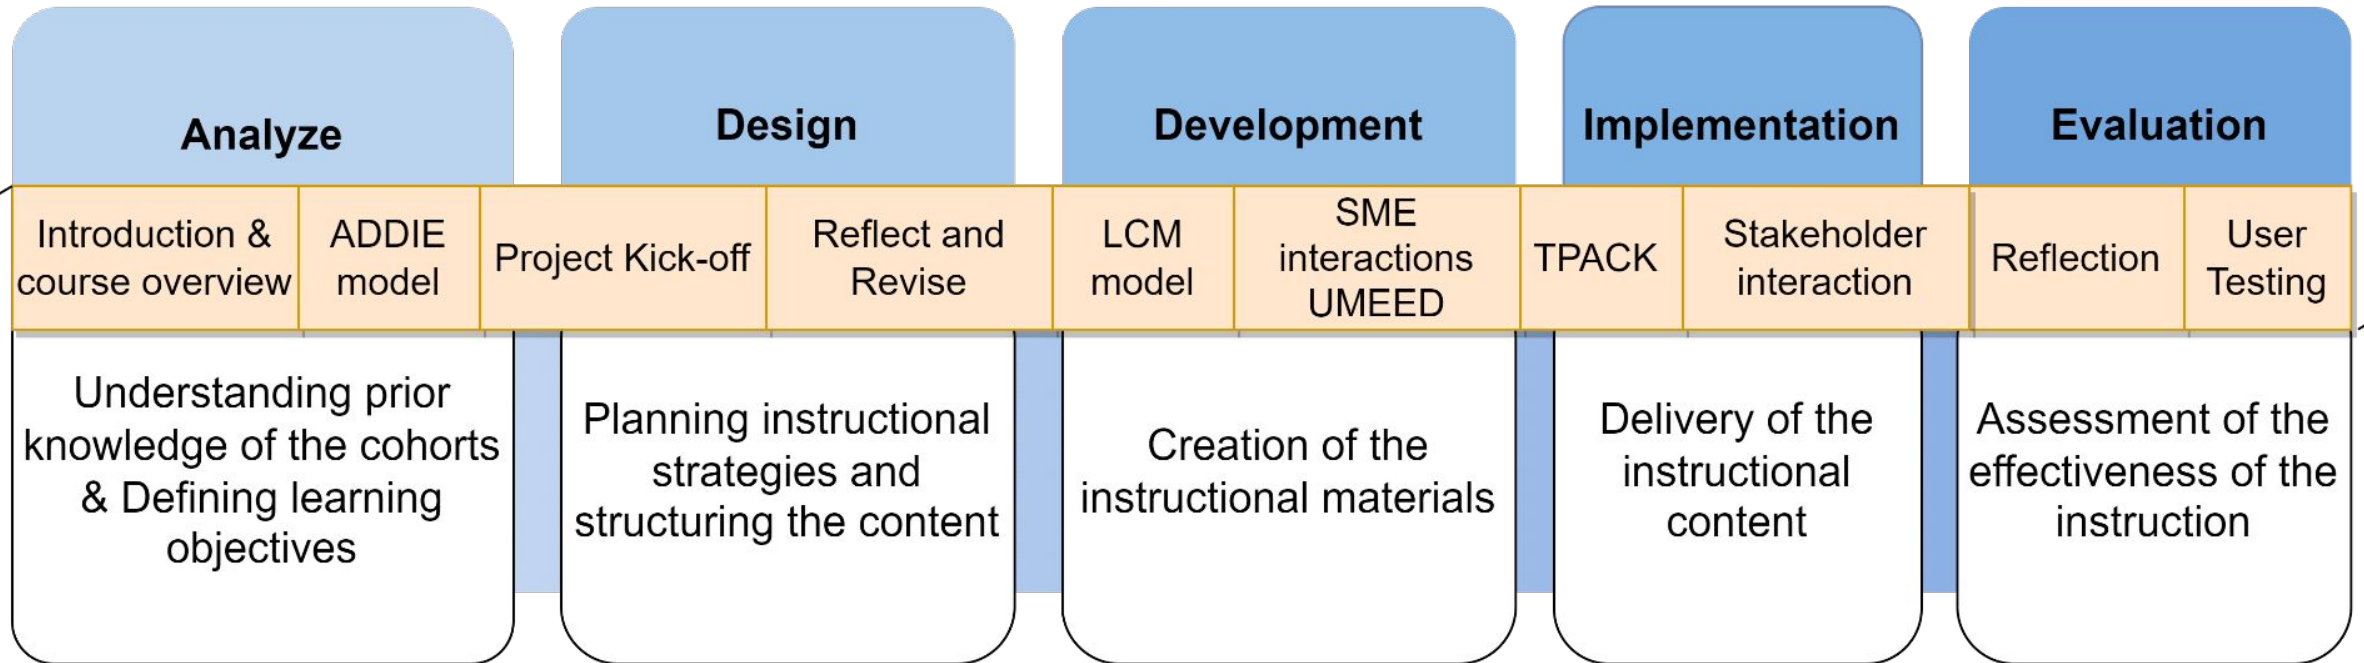 Analyze
Design
Development
Implementation
Evaluation
Introduction &
course overview
ADDIE
model
Project Kick-off
Reflect and
Revise
LCM
model
SME
interactions
UMEED
TPACK
Stakeholder
interaction
Reflection
User
Testing
Understanding prior
knowledge of the cohorts
& Defining learning
objectives
Planning instructional
strategies and
structuring the content
Creation of the
instructional materials
Delivery of the
instructional
content
Assessment of the
effectiveness of the
instruction